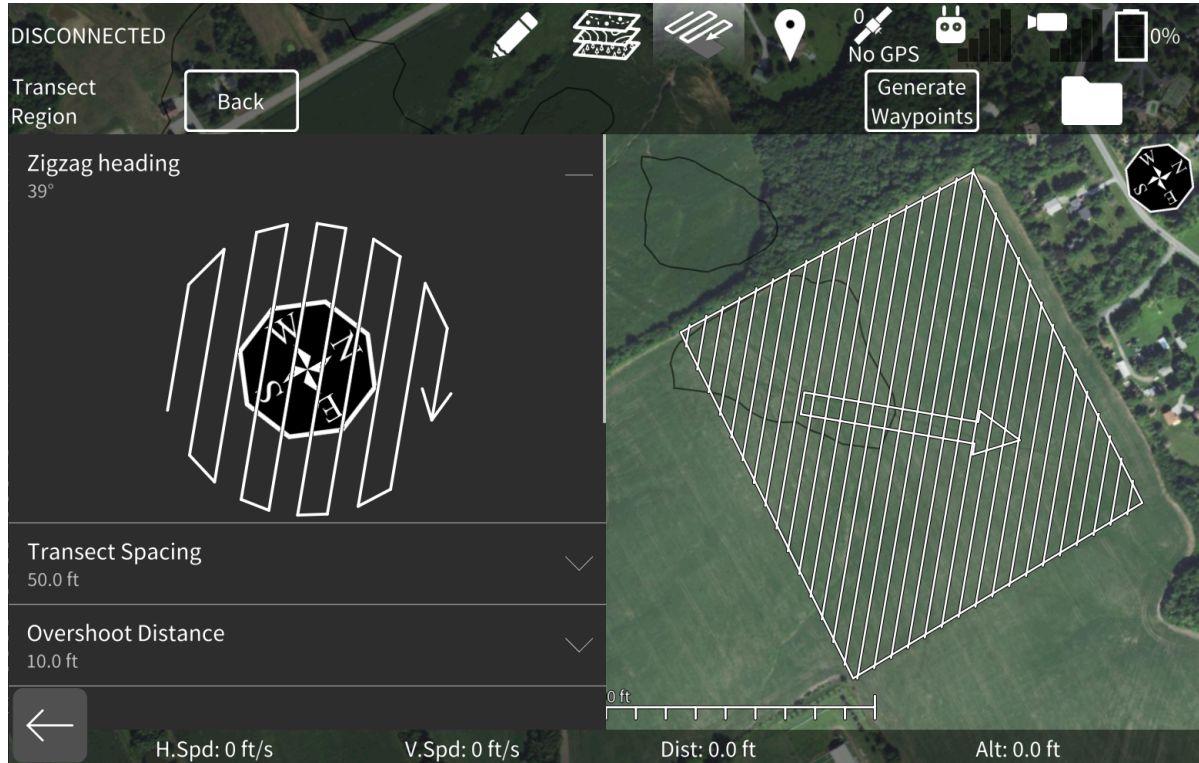 DISCONNECTED
0
No GPS
0%
Transect
Region
Back
Generate
Waypoints
Zigzag heading
39°
W
N
S
E
W
N
S
E
Transect Spacing
50.0 ft
Overshoot Distance
10.0 ft
0 ft
H.Spd: 0 ft/s
V.Spd: 0 ft/s
Dist: 0.0 ft
Alt: 0.0 ft